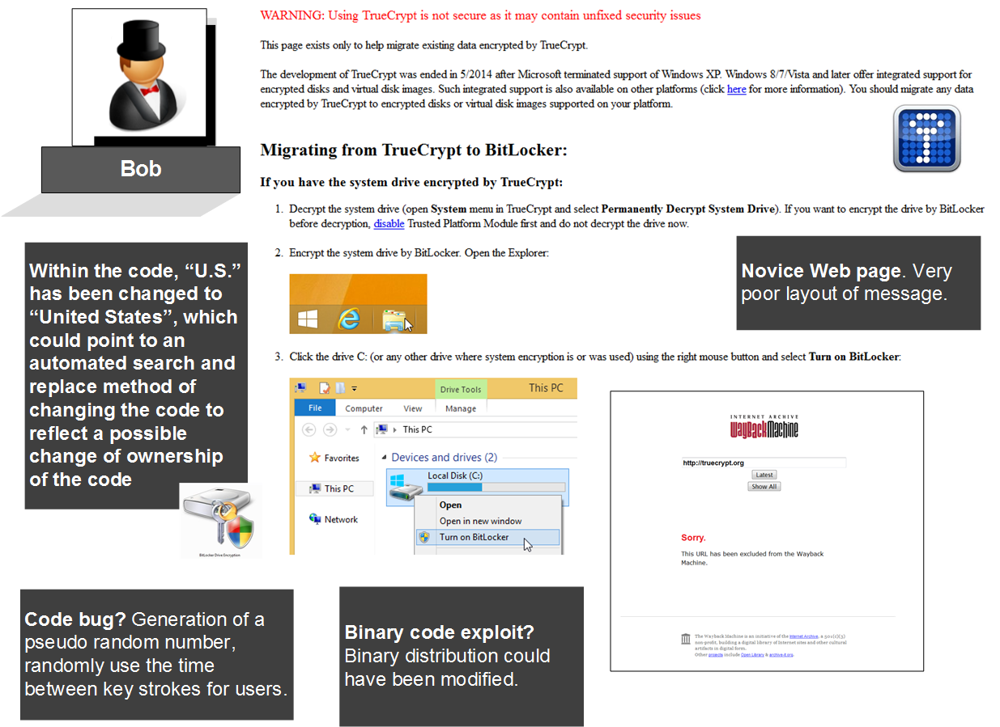 WARNING: Using TrueCrypt is not secure as it may contain unfixed security issues
This page exists only to help migrate existing data encrypted by TrueCrypt.
The development of TrueCrypt was ended in 5/2014 after Microsoft terminated support of Windows XP. Windows 8/7/Vista and later offer integrated support for
encrypted disks and virtual disk images. Such integrated support is also available on other platforms (click here for more information). You should migrate any data
encrypted by TrueCrypt to encrypted disks or virtual disk images supported on your platform.
Bob
Migrating from TrueCrypt to BitLocker:
If you have the system drive encrypted by TrueCrypt:
1. Decrypt the system drive (open System menu in TrueCrypt and select Permanently Decrypt System Drive). If you want to encrypt the drive by BitLocker
before decryption, disable Trusted Platform Module first and do not decrypt the drive now.
2. Encrypt the system drive by BitLocker. Open the Explorer:
Novice Web page. Very
poor layout of message.
Within the code, “U.S.”
has been changed to
“United States”, which
could point to an
automated search and
replace method of
changing the code to
reflect a possible
change of ownership
of the code
3. Click the drive C: (or any other drive where system encryption is or was used) using the right mouse button and select Turn on BitLocker:
Drive Tools
This PC
File
Computer
View
Manage
This PC
Favorites
Devices and drives (2)
Local Disk (C:)
This PC
Open
Network
Open in new window
Turn on BitLocker
BitLocker Drive Encryption
INTERNET ARCHIVE
WayBackMachine
http://truecrypt.org
Latest
Show All
Sorry.
This URL has been excluded from the Wayback
Machine.
The Wayback Machine is an initiative of the Internet Archive, a 501(c)(3)
non-profit, building a digital library of Internet sites and other cultural
artifacts in digital form.
Other projects include Open Library & archive-it.org.
Code bug? Generation of a
pseudo random number,
randomly use the time
between key strokes for users.
Binary code exploit?
Binary distribution could
have been modified.